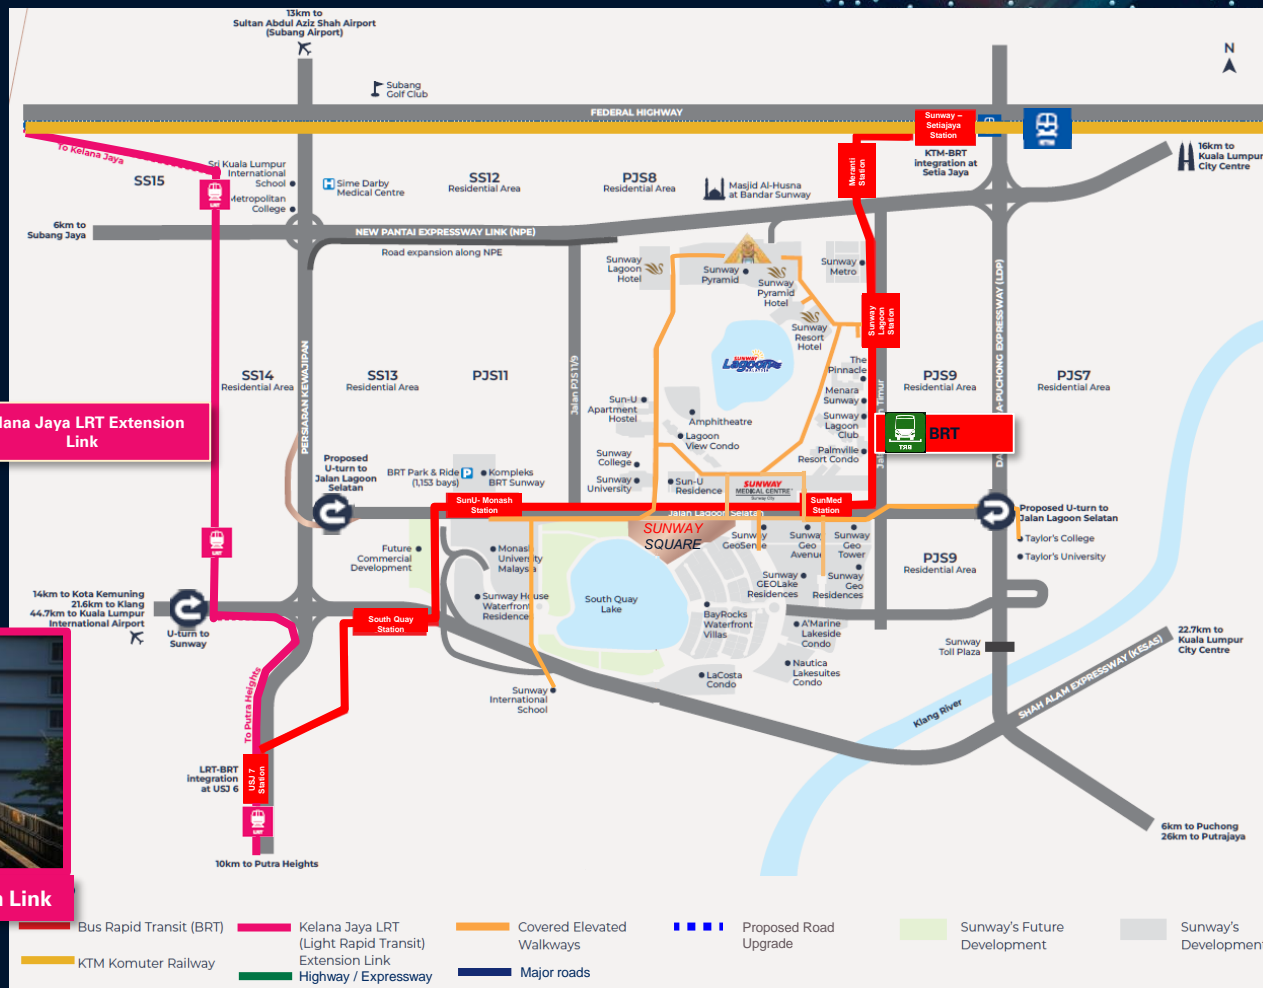 13km to
Sultan Abdul Aziz Shah Airport
(Subang Airport)
N
Subang
Golf Club
FEDERAL HIGHWAY
Sunway –
Setiajaya
Station
KTM-BRT
integration at
Setia Jaya
16km to
Kuala Lumpur
City Centre
To Kelana Jaya
Sri Kuala Lumpur
International
School
Metropolitan
College
LRT
SS15
Sime Darby
Medical Centre
SS12
Residential Area
PJS8
Residential Area
Masjid Al-Husna
at Bandar Sunway
Meranti
Station
6km to
Subang Jaya
NEW PANTAI EXPRESSWAY LINK (NPE)
Road expansion along NPE
Sunway
Lagoon
Hotel
Sunway
Pyramid
Sunway
Pyramid
Hotel
Sunway
Metro
Sunway
Resort
Hotel
Sunway
Lagoon
Station
SUNWAY
Lagoon
PERSIARAN KEWAJIPAN
SS14
Residential Area
SS13
Residential Area
PJS11
Jalan PJS 11/9
The
Pinnacle
Menara
Sunway
Sunway
Lagoon
Club
Palmville
Resort Condo
PJS9
Residential Area
PJS7
Residential Area
BRT
BRT
Kelana Jaya LRT Extension
Link
Sun-U
Apartment
Hostel
Amphitheatre
Lagoon
View Condo
Sunway
College
Sunway
University
Sun-U
Residence
SUNWAY
MEDICAL CENTRE
Sunway City
Proposed
U-turn to
Jalan Lagoon
Selatan
BRT Park & Ride
(1,153 bays)
P
Kompleks
BRT Sunway
SunU- Monash
Station
SunMed
Station
Jalan Lagoon Selatan
SUNWAY
SQUARE
Proposed U-turn to
Jalan Lagoon Selatan
Taylor's College
Taylor's University
Future
Commercial
Development
Monash
University
Malaysia
Sunway
GeoSense
Sunway
Geo
Avenue
Sunway
Geo
Tower
PJS9
Residential Area
LRT
14km to Kota Kemuning
21.6km to Klang
44.7km to Kuala Lumpur
International Airport
U-turn to
Sunway
Sunway House
Waterfront
Residence
South Quay
Lake
Sunway
GEOLake
Residences
Sunway
Geo
Residences
South Quay
Station
BayRocks
Waterfront
Villas
A'Marine
Lakeside
Condo
Sunway
Toll Plaza
22.7km to
Kuala Lumpur
City Centre
SHAH ALAM EXPRESSWAY (KESAS)
Nautica
Lakesuites
Condo
LaCosta
Condo
Sunway
International
School
Klang River
To Putra Heights
LRT-BRT
integration
at USJ 6
USJ 7
Station
LRT
10km to Putra Heights
6km to Puchong
26km to Putrajaya
Link
Bus Rapid Transit (BRT)
Kelana Jaya LRT
(Light Rapid Transit)
Extension Link
Covered Elevated
Walkways
Proposed Road
Upgrade
Sunway's Future
Development
Sunway's
Development
KTM Komuter Railway
Highway / Expressway
Major roads